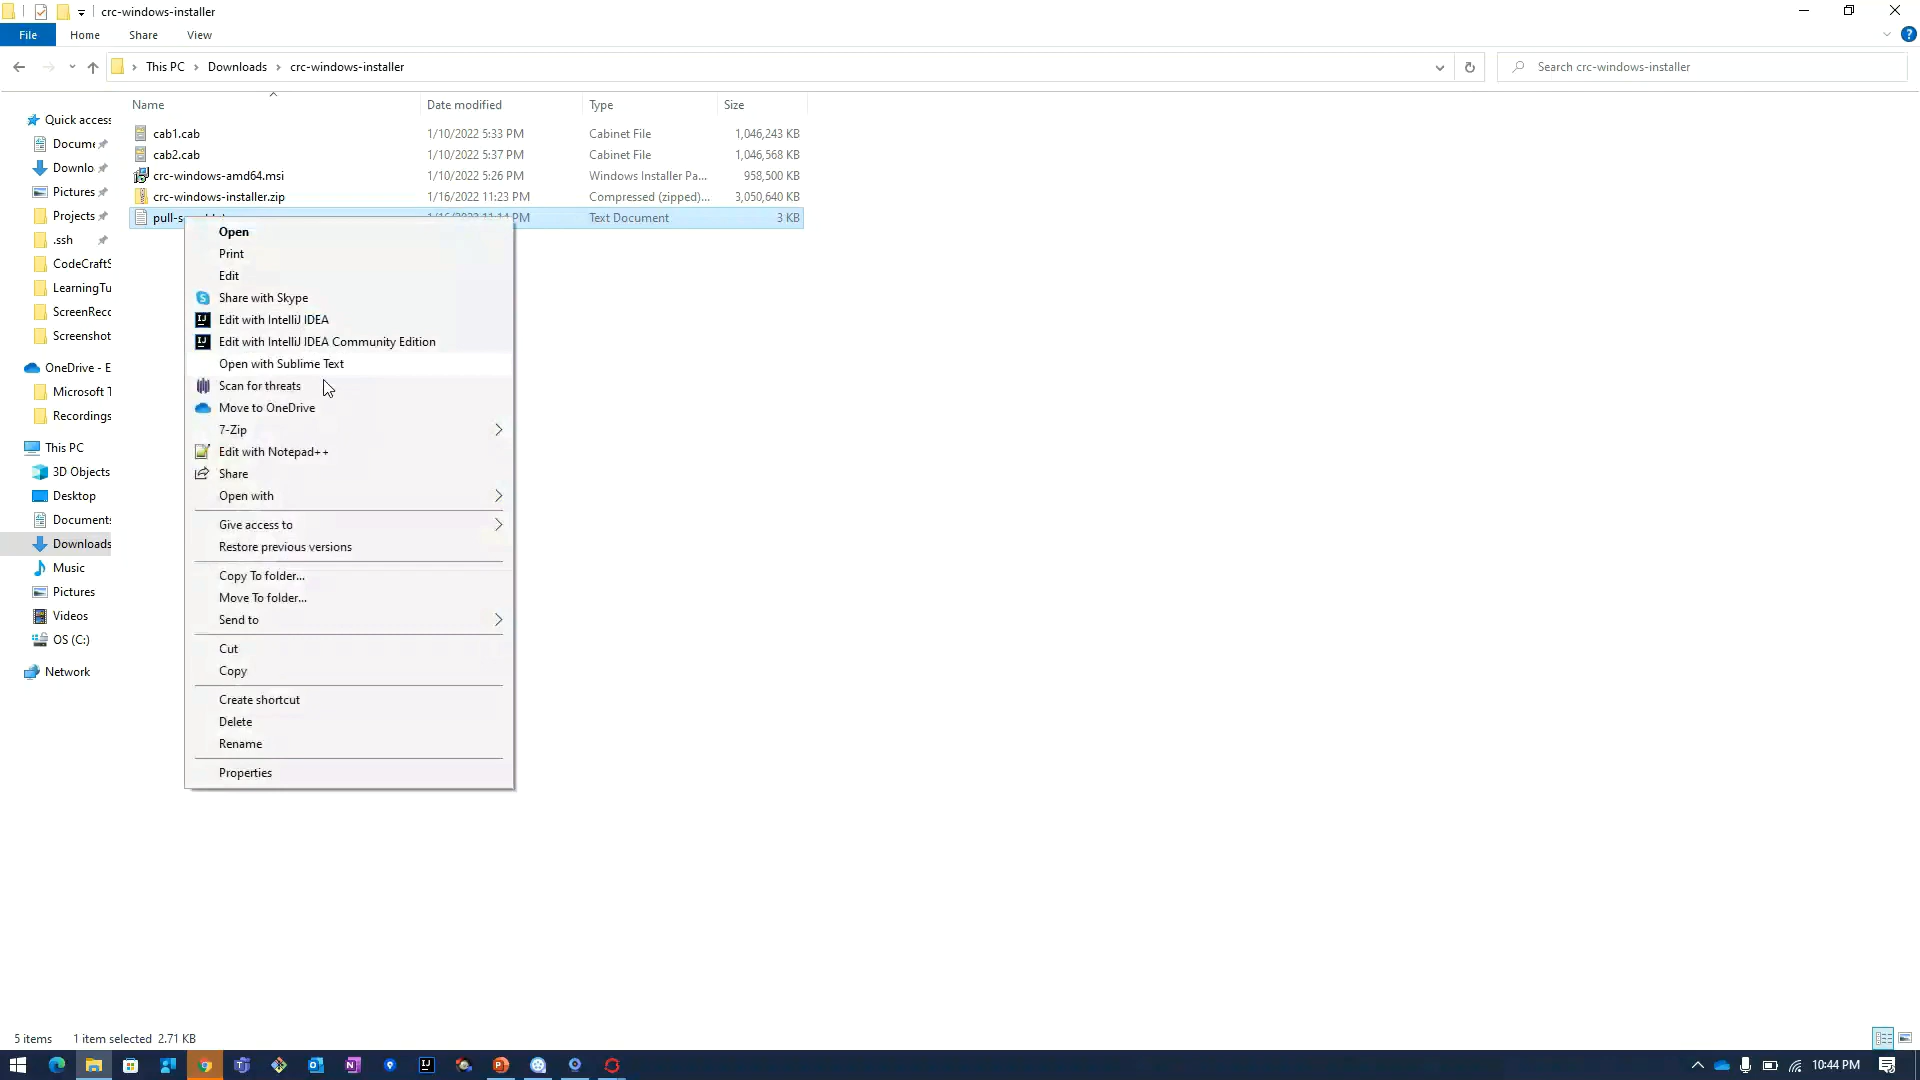 crc-windows-installer
File Home Share View
This PC Downloads crc-windows-installer
Search crc-windows-installer
Name Date modified Type Size
cab1.cab 1/10/2022 5:33 PM Cabinet File 1,046,243 KB
cab2.cab 1/10/2022 5:37 PM Cabinet File 1,046,568 KB
crc-windows-amd64.msi 1/10/2022 5:26 PM Windows Installer Pa... 958,500 KB
crc-windows-installer.zip 1/16/2022 11:23 PM Compressed (zipped)... 3,050,640 KB
Text Document 3 KB
Quick access
Docume
Downlo
Pictures
Projects
.ssh
CodeCraftS
LearningTu
ScreenRecc
Screenshot
OneDrive - E
Microsoft T
Recordings
This PC
3D Objects
Desktop
Documents
Downloads
Music
Pictures
Videos
OS (C:)
Network
Open
Print
Edit
Share with Skype
Edit with IntelliJ IDEA
Edit with IntelliJ IDEA Community Edition
Open with Sublime Text
Scan for threats
Move to OneDrive
7-Zip
Edit with Notepad++
Share
Open with
Give access to
Restore previous versions
Copy To folder...
Move To folder...
Send to
Cut
Copy
Create shortcut
Delete
Rename
Properties
5 items 1 item selected 2.71 KB
10:44 PM